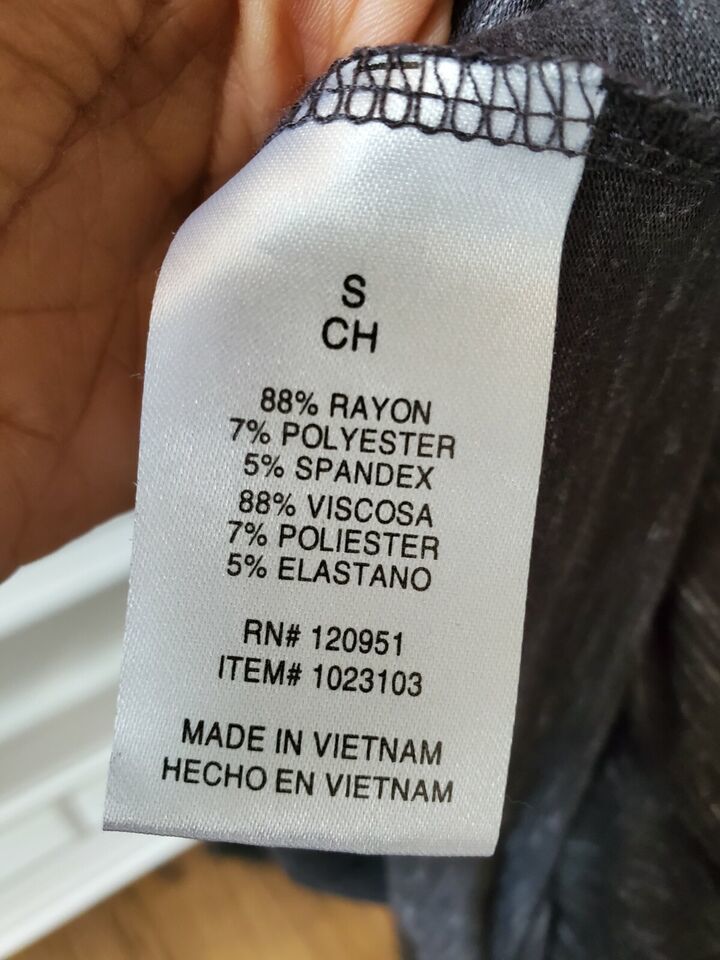 S
CH
88% RAYON
7% POLYESTER
5% SPANDEX
88% VISCOSA
7% POLIESTER
5% ELASTANO
RN# 120951
ITEM# 1023103
MADE IN VIETNAM
HECHO EN VIETNAM